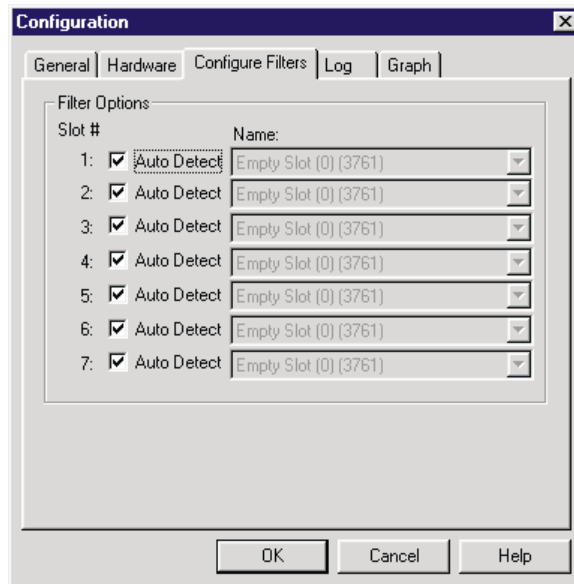 Configuration
General Hardware Configure Filters Log Graph
Filter Options
Slot # Name:
1: Auto Detect Empty Slot (0) (3761)
2: Auto Detect Empty Slot (0) (3761)
3: Auto Detect Empty Slot (0) (3761)
4: Auto Detect Empty Slot (0) (3761)
5: Auto Detect Empty Slot (0) (3761)
6: Auto Detect Empty Slot (0) (3761)
7: Auto Detect Empty Slot (0) (3761)
OK Cancel Help